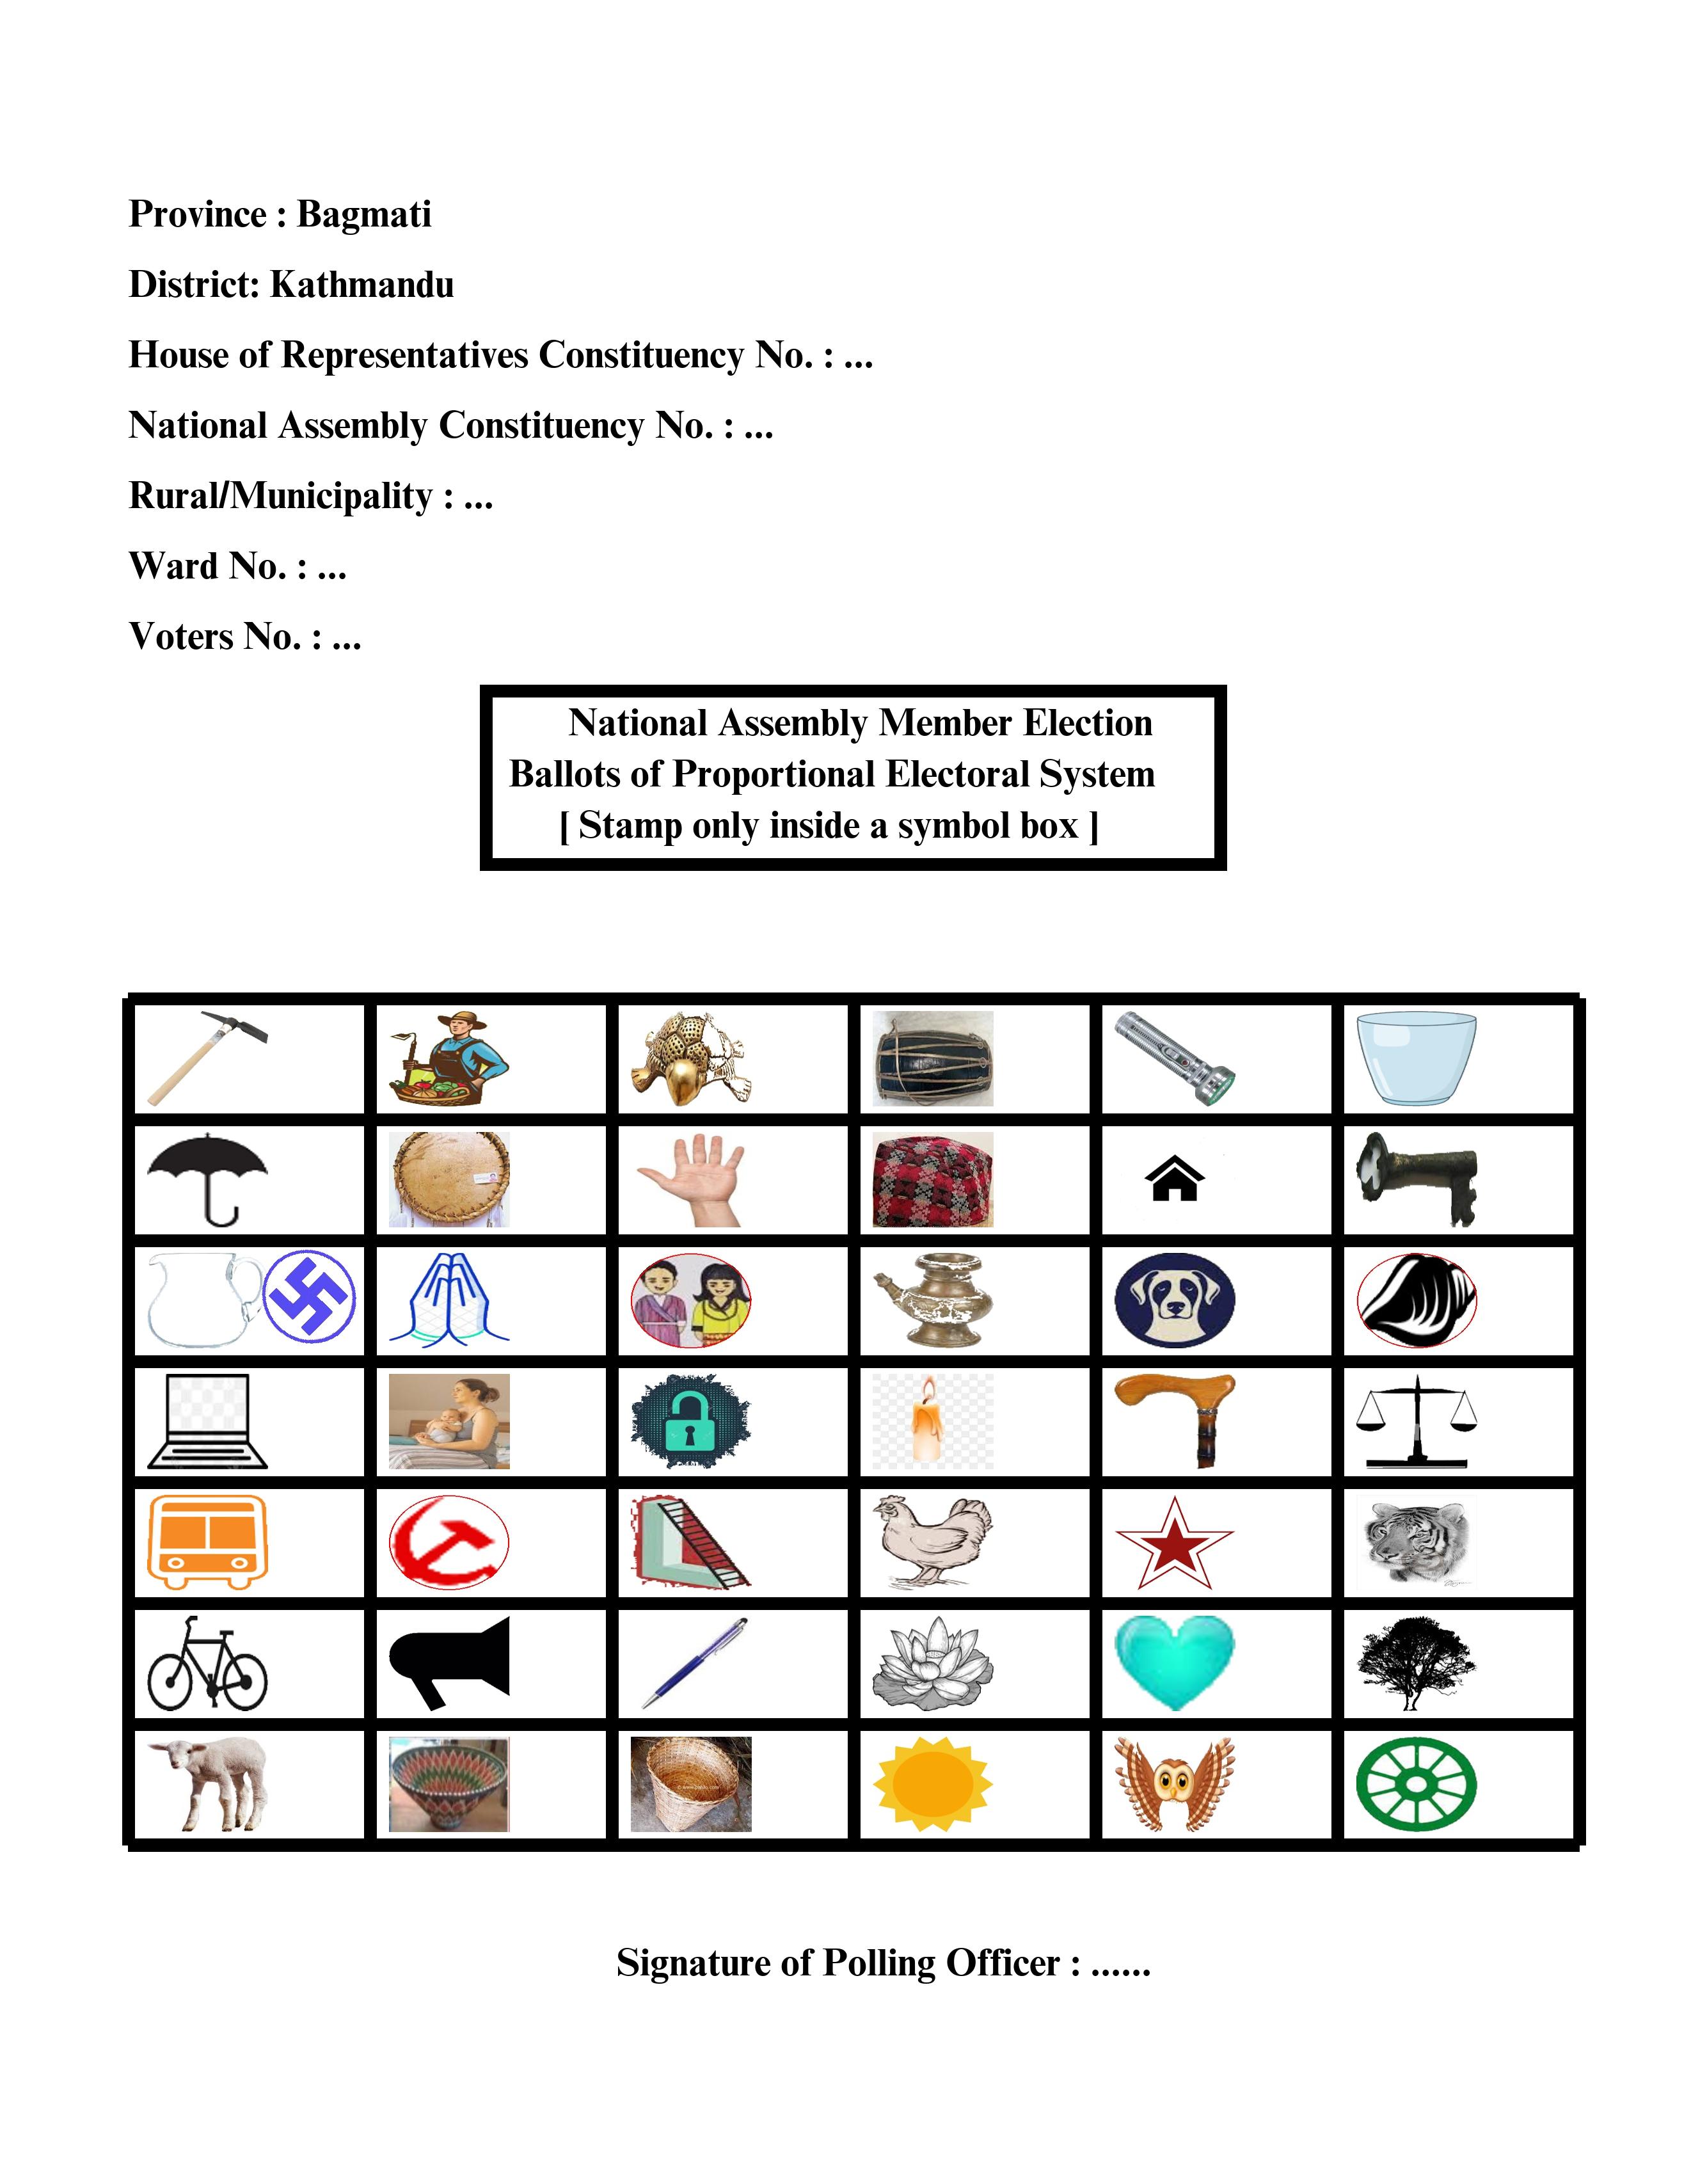 Province : Bagmati
District: Kathmandu
House of Representatives Constituency No. : ...
National Assembly Constituency No. : ...
Rural/Municipality : ...
Ward No. : ...
Voters No. : ...
National Assembly Member Election
Ballots of Proportional Electoral System
[ Stamp only inside a symbol box ]
Signature of Polling Officer : ......